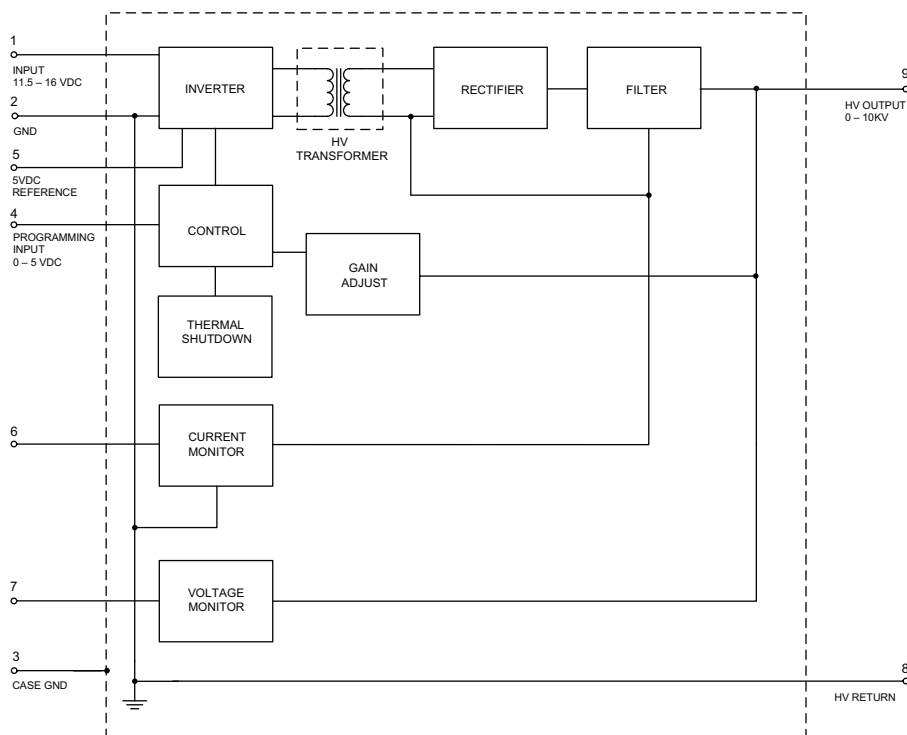 1
INPUT
11.5 – 16 VDC
2
GND
5
5VDC
REFERENCE
4
PROGRAMMING
INPUT
0 – 5 VDC
INVERTER
HV
TRANSFORMER
RECTIFIER
FILTER
9
HV OUTPUT
0 – 10KV
CONTROL
GAIN
ADJUST
THERMAL
SHUTDOWN
6
CURRENT
MONITOR
7
VOLTAGE
MONITOR
3
CASE GND
8
HV RETURN